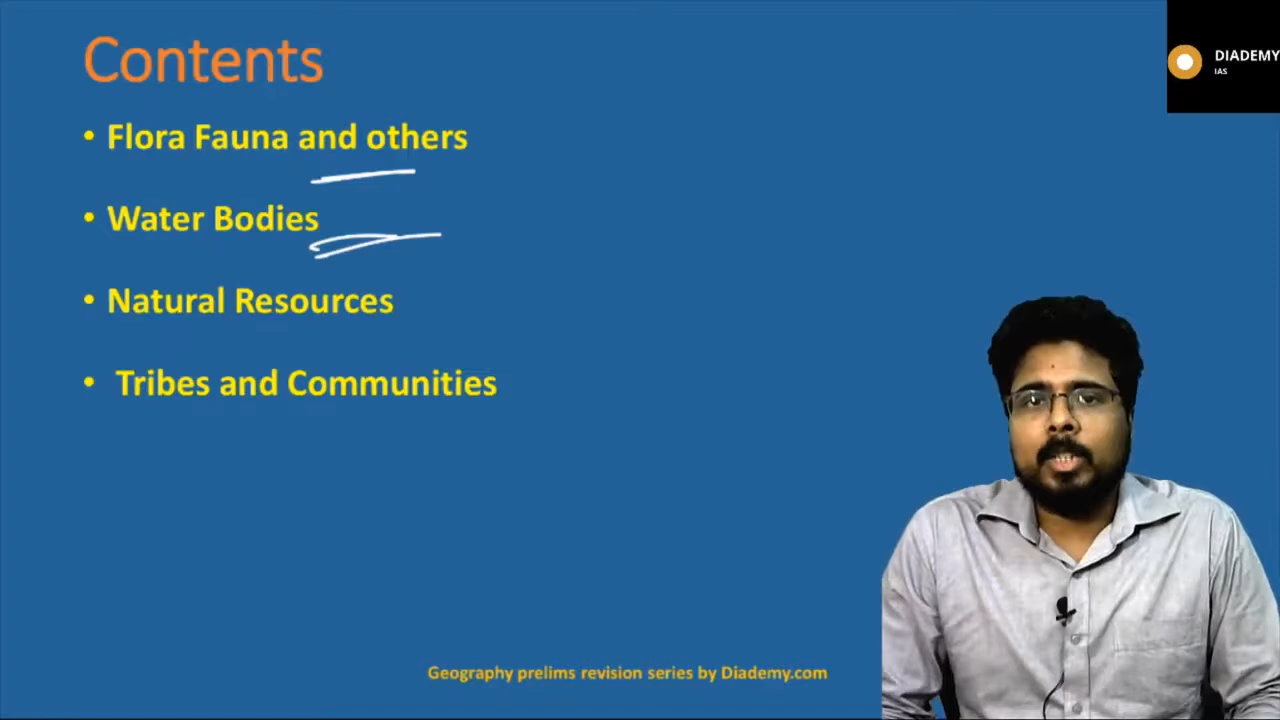 Contents
DIADEMY
IAS
• Flora Fauna and others
• Water Bodies
• Natural Resources
• Tribes and Communities
Geography prelims revision series by Diademy.com